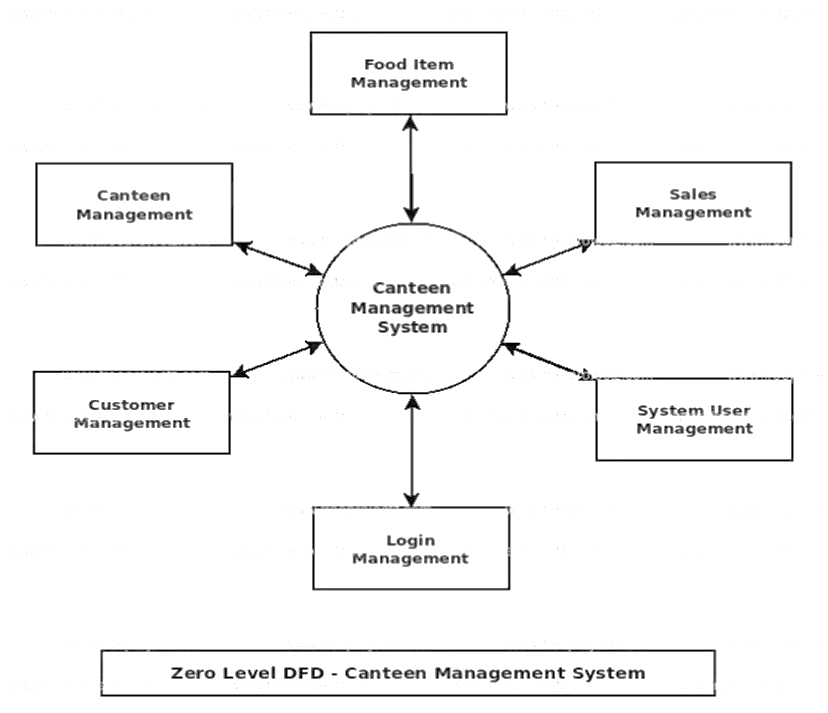 Food Item
Management
Canteen
Management
Sales
Management
Canteen
Management
System
Customer
Management
System User
Management
Login
Management
Zero Level DFD - Canteen Management System